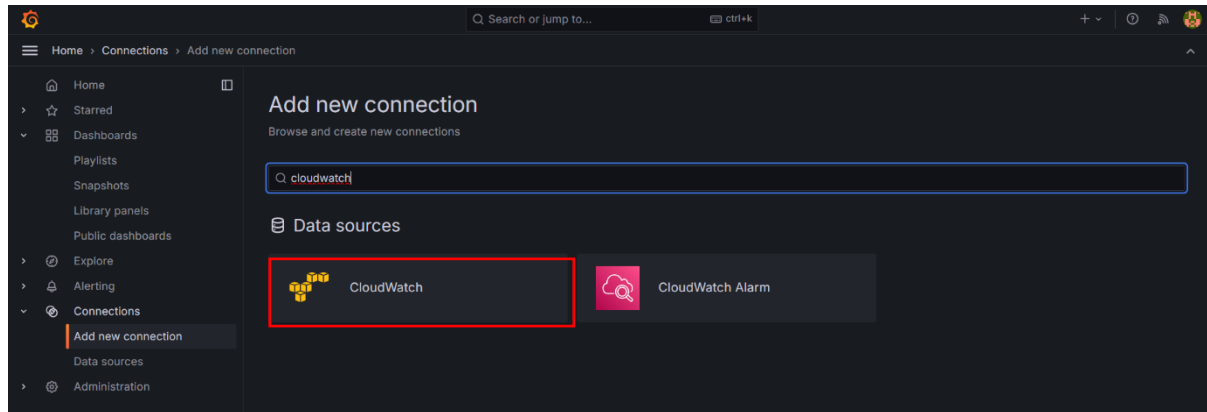 Search or jump to... ctrl+k
Home > Connections > Add new connection
Home
Starred
Dashboards
Playlists
Snapshots
Library panels
Public dashboards
Explore
Alerting
Connections
Add new connection
Data sources
Administration
Add new connection
Browse and create new connections
cloudwatch
Data sources
CloudWatch
CloudWatch Alarm